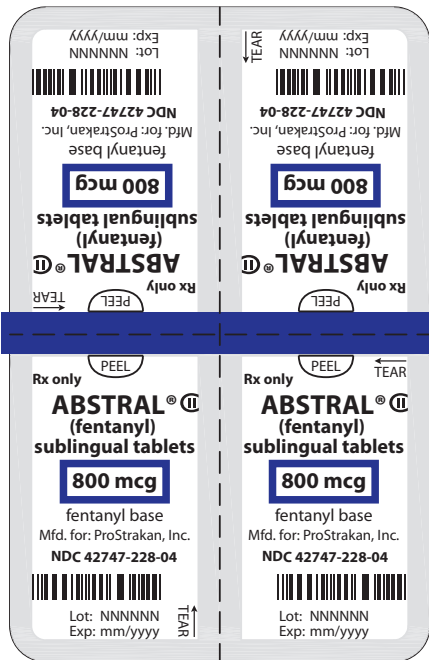 PEEL
TEAR
Rx only
ABSTRAL® CII
(fentanyl)
sublingual tablets
800 mcg
fentanyl base
Mfd. for: ProStrakan, Inc.
NDC 42747-228-04
Lot: NNNNNN
Exp: mm/yyyy
PEEL
Rx only
ABSTRAL® CII
(fentanyl)
sublingual tablets
800 mcg
fentanyl base
Mfd. for: ProStrakan, Inc.
NDC 42747-228-04
Lot: NNNNNN
Exp: mm/yyyy
TEAR
PEEL
Rx only
ABSTRAL® CII
(fentanyl)
sublingual tablets
800 mcg
fentanyl base
Mfd. for: ProStrakan, Inc.
NDC 42747-228-04
Lot: NNNNNN
Exp: mm/yyyy
TEAR
PEEL
TEAR
Rx only
ABSTRAL® CII
(fentanyl)
sublingual tablets
800 mcg
fentanyl base
Mfd. for: ProStrakan, Inc.
NDC 42747-228-04
Lot: NNNNNN
Exp: mm/yyyy